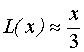 L(x) ≈ x/3